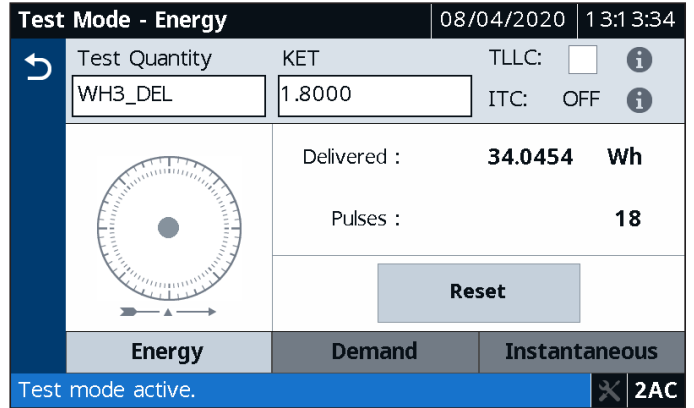 Test Mode - Energy 08/04/2020 13:13:34
Test Quantity KET TLLC:
WH3_DEL 1.8000 ITC: OFF
Delivered : 34.0454 Wh
Pulses : 18
Reset
Energy Demand Instantaneous
Test mode active. 2AC